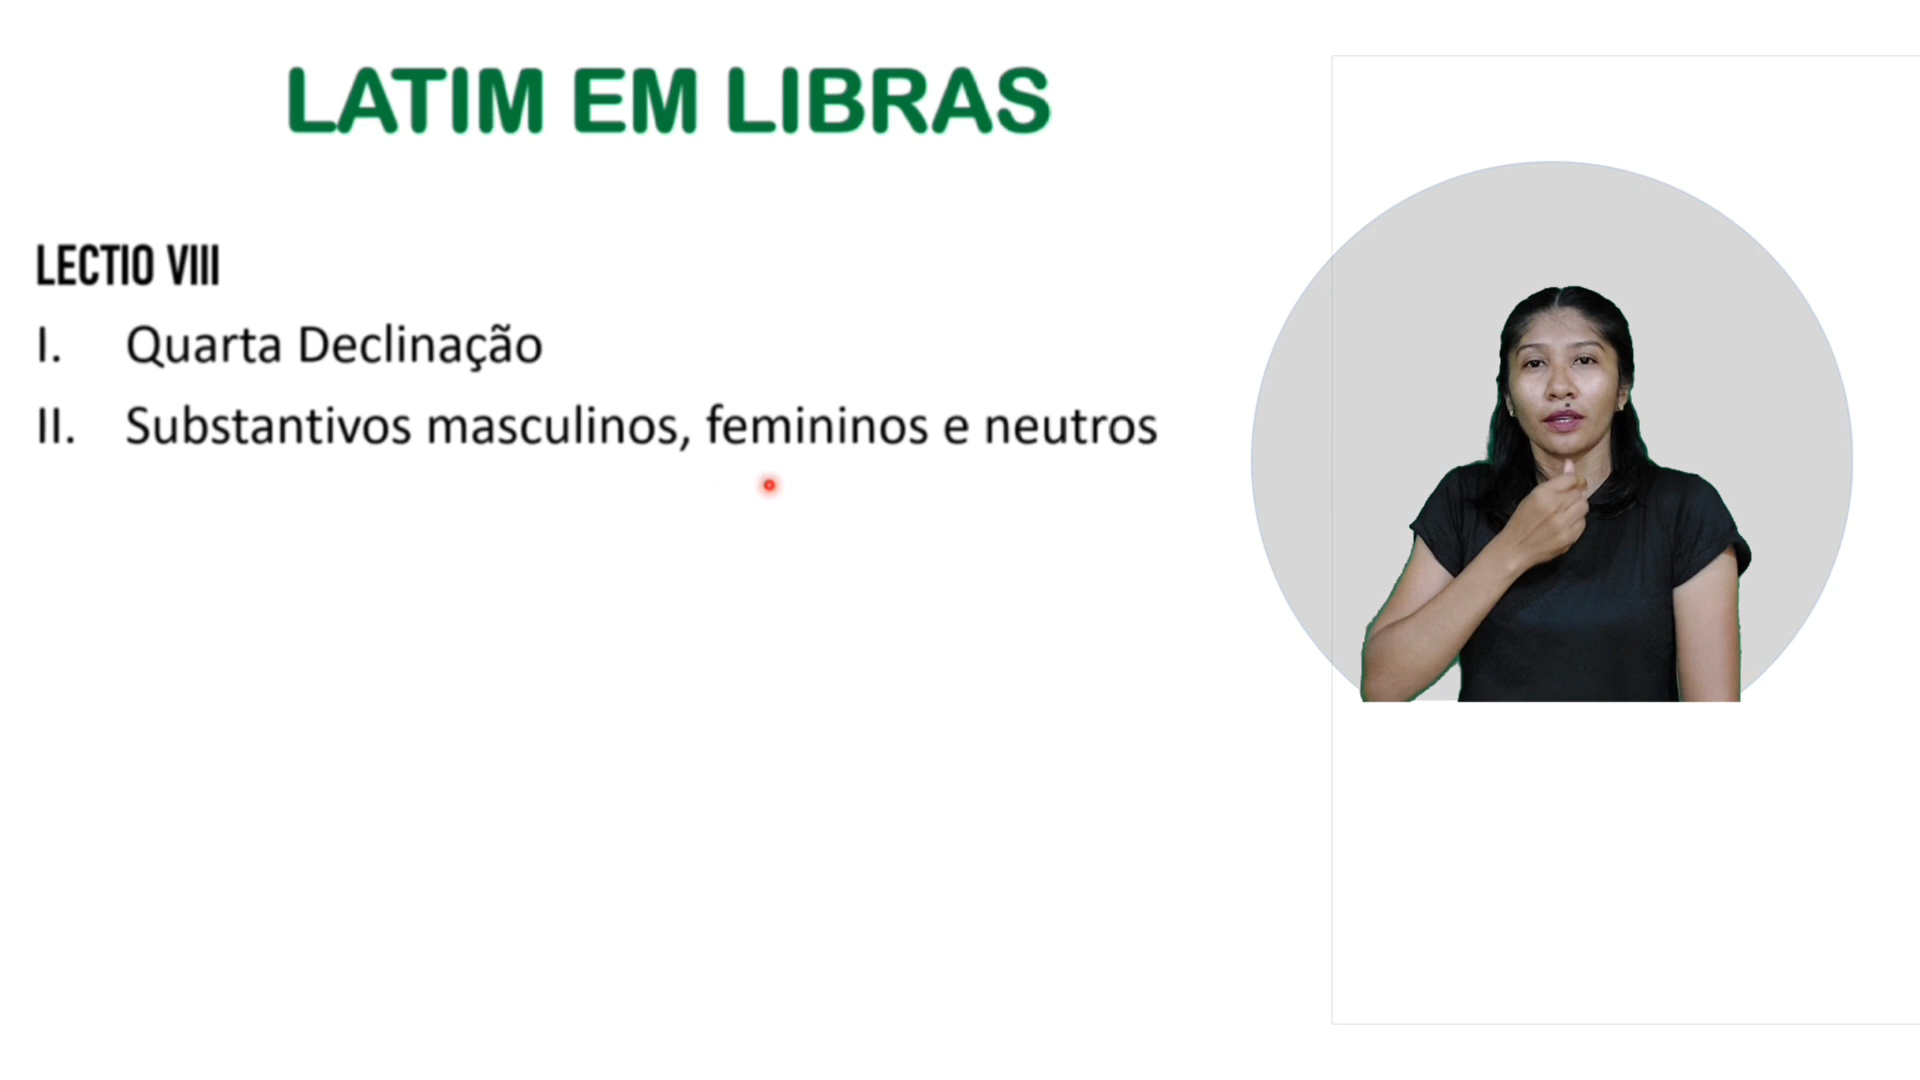 LATIM EM LIBRAS
LECTIO VIII
I. Quarta Declinação
II. Substantivos masculinos, femininos e neutros